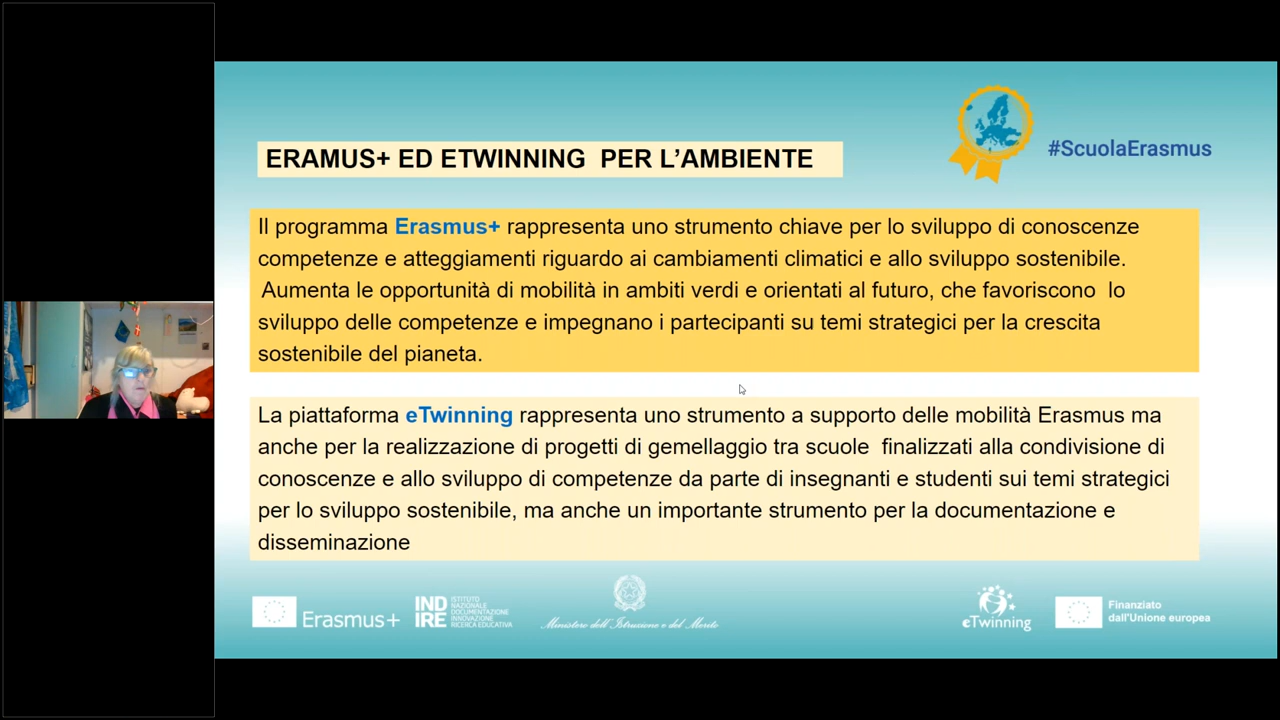 #ScuolaErasmus
ERAMUS+ ED ETWINNING PER L’AMBIENTE
Il programma Erasmus+ rappresenta uno strumento chiave per lo sviluppo di conoscenze
competenze e atteggiamenti riguardo ai cambiamenti climatici e allo sviluppo sostenibile.
Aumenta le opportunità di mobilità in ambiti verdi e orientati al futuro, che favoriscono lo
sviluppo delle competenze e impegnano i partecipanti su temi strategici per la crescita
sostenibile del pianeta.
La piattaforma eTwinning rappresenta uno strumento a supporto delle mobilità Erasmus ma
anche per la realizzazione di progetti di gemellaggio tra scuole finalizzati alla condivisione di
conoscenze e allo sviluppo di competenze da parte di insegnanti e studenti sui temi strategici
per lo sviluppo sostenibile, ma anche un importante strumento per la documentazione e
disseminazione
Erasmus+
INDIRE
ISTITUTO
NAZIONALE
DOCUMENTAZIONE
INNOVAZIONE
RICERCA EDUCATIVA
Ministero dell'Istruzione e del Merito
eTwinning
Finanziato
dall'Unione europea